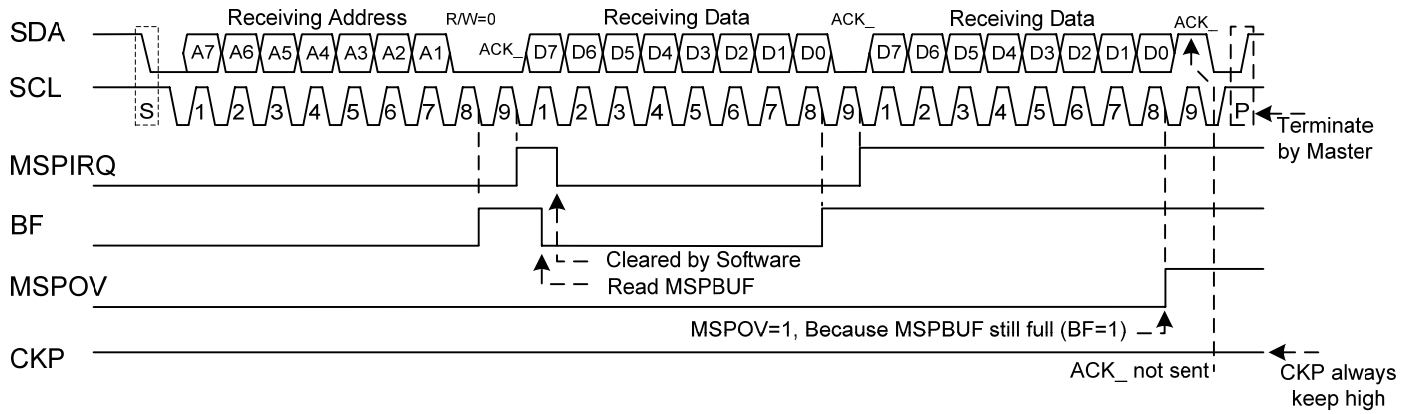 Receiving Address R/W=0 Receiving Data ACK_ Receiving Data ACK_
SDA A7 A6 A5 A4 A3 A2 A1 ACK_ D7 D6 D5 D4 D3 D2 D1 D0 D7 D6 D5 D4 D3 D2 D1 D0
SCL
S 1 2 3 4 5 6 7 8 9 1 2 3 4 5 6 7 8 9 1 2 3 4 5 6 7 8 9 P
Terminate
by Master
MSPIRQ
BF
Cleared by Software
Read MSPBUF
MSPOV
MSPOV=1, Because MSPBUF still full (BF=1)
CKP
ACK_ not sent
CKP always
keep high